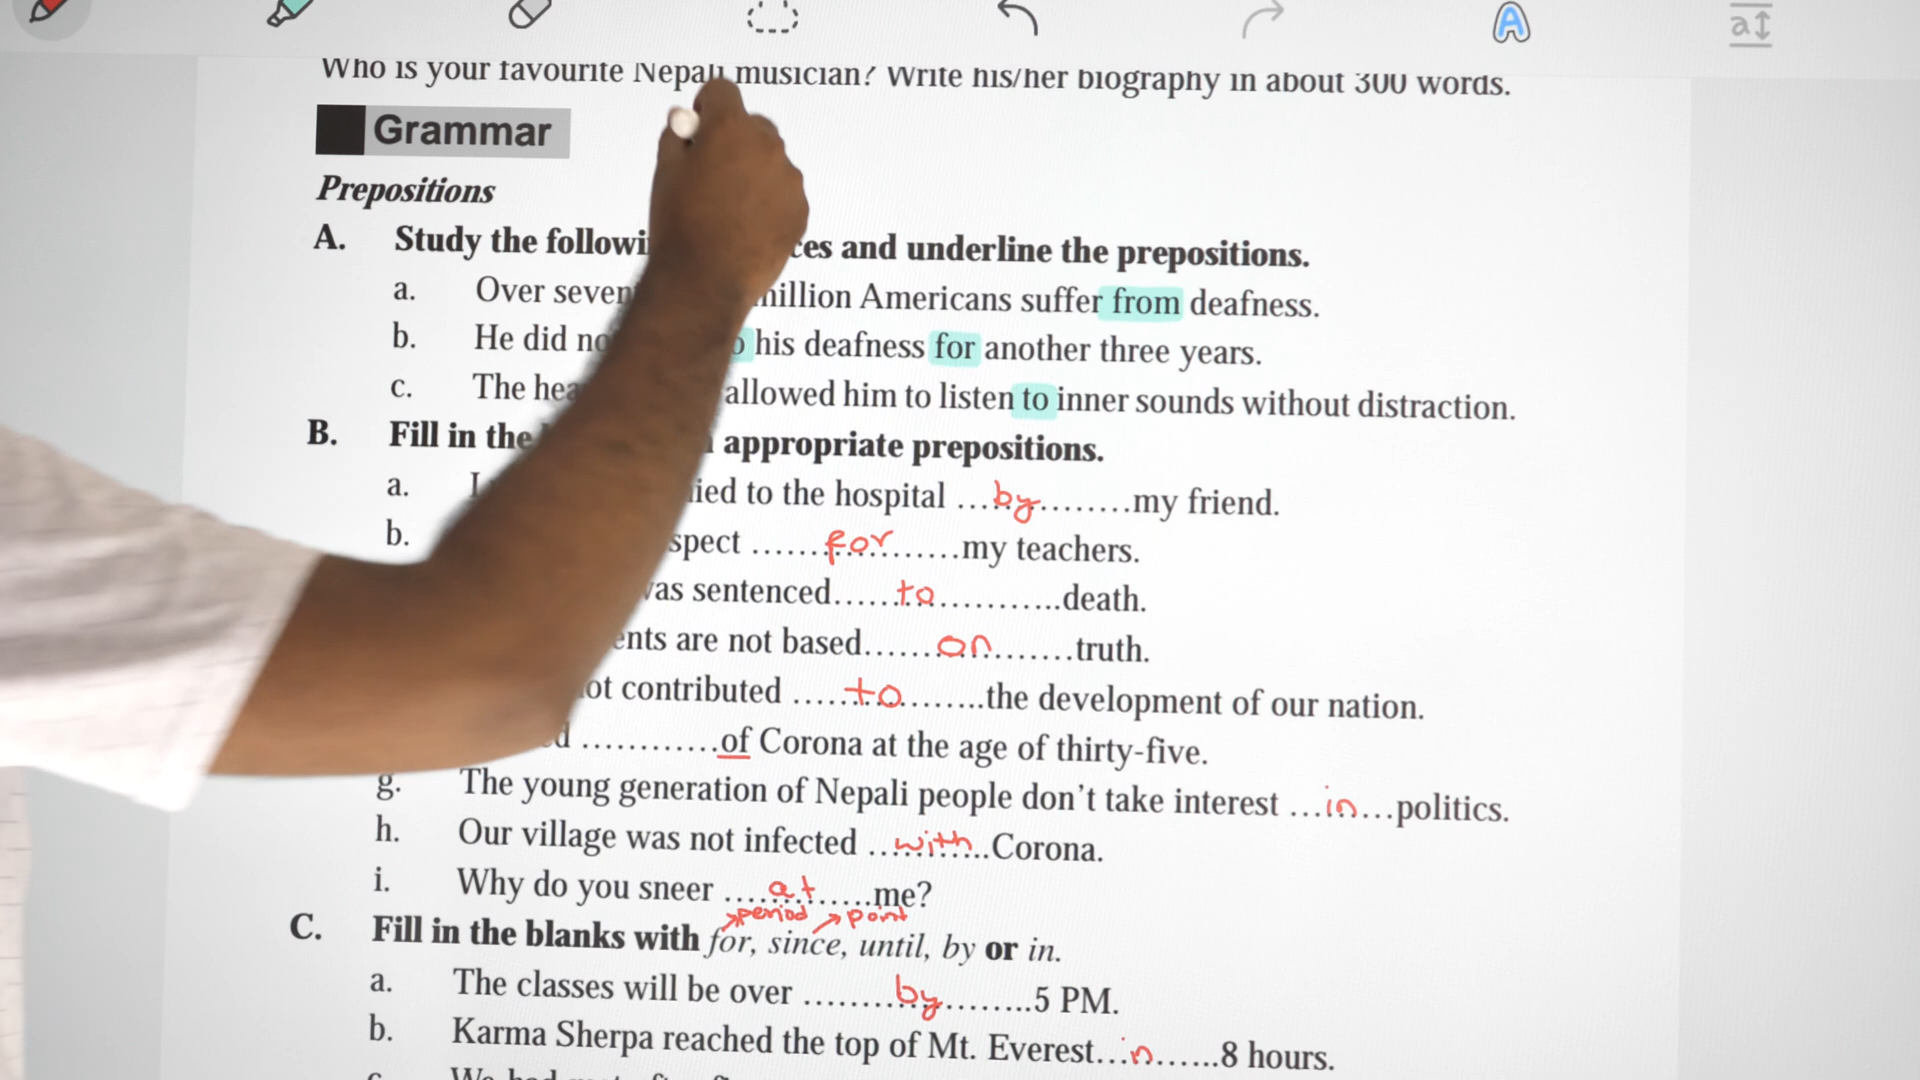 Who is your favourite Nepali musician? Write his/her biography in about 300 words.
Grammar
Prepositions
A. Study the ces and underline the prepositions.
a. Over million Americans suffer from deafness.
b. He did his deafness for another three years.
c. The allowed him to listen to inner sounds without distraction.
B. Fill in the appropriate prepositions.
a. I ied to the hospital ...by.........my friend.
b. spect ......for.......my teachers.
was sentenced.....to............death.
ents are not based......on........truth.
ot contributed ....to........the development of our nation.
d ............of Corona at the age of thirty-five.
g. The young generation of Nepali people don't take interest ...in...politics.
h. Our village was not infected ..with..Corona.
i. Why do you sneer ....at.....me?
period point
C. Fill in the blanks with for, since, until, by or in.
a. The classes will be over ........by........5 PM.
b. Karma Sherpa reached the top of Mt. Everest...in......8 hours.
A
a